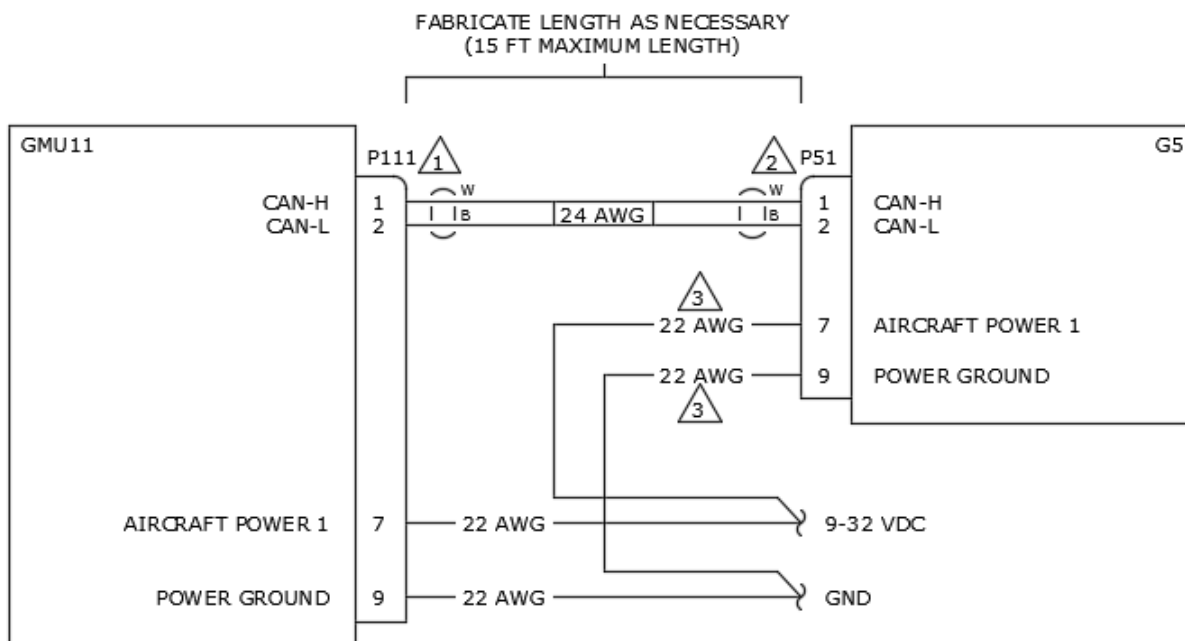 FABRICATE LENGTH AS NECESSARY
(15 FT MAXIMUM LENGTH)
GMU11
G5
P111
1
2
P51
W
W
CAN-H
1
1
CAN-H
B
24 AWG
B
CAN-L
2
2
CAN-L
3
22 AWG
7
AIRCRAFT POWER 1
22 AWG
9
POWER GROUND
3
AIRCRAFT POWER 1
7
22 AWG
9-32 VDC
POWER GROUND
9
22 AWG
GND